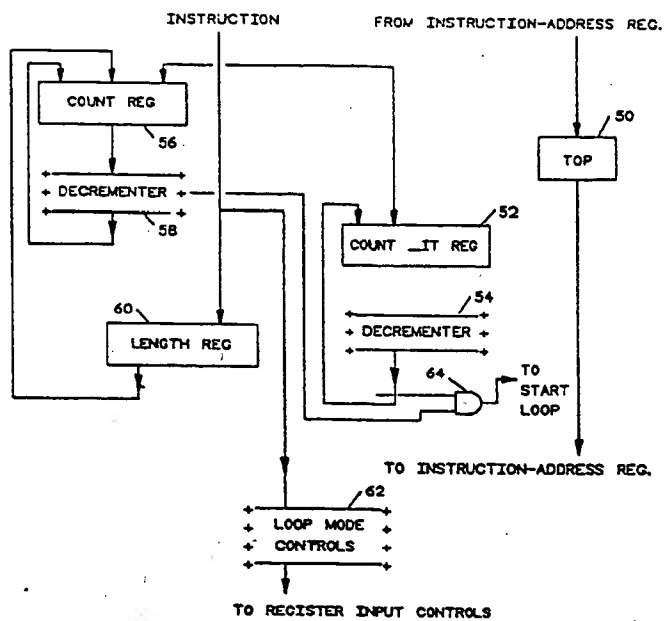 INSTRUCTION
FROM INSTRUCTION-ADDRESS REG.
COUNT REG
56
50
TOP
DECREMENTER
58
52
COUNT _IT REG
54
DECREMENTER
60
LENGTH REG
64
TO
START
LOOP
TO INSTRUCTION-ADDRESS REG.
62
LOOP MODE
CONTROLS
TO REGISTER INPUT CONTROLS